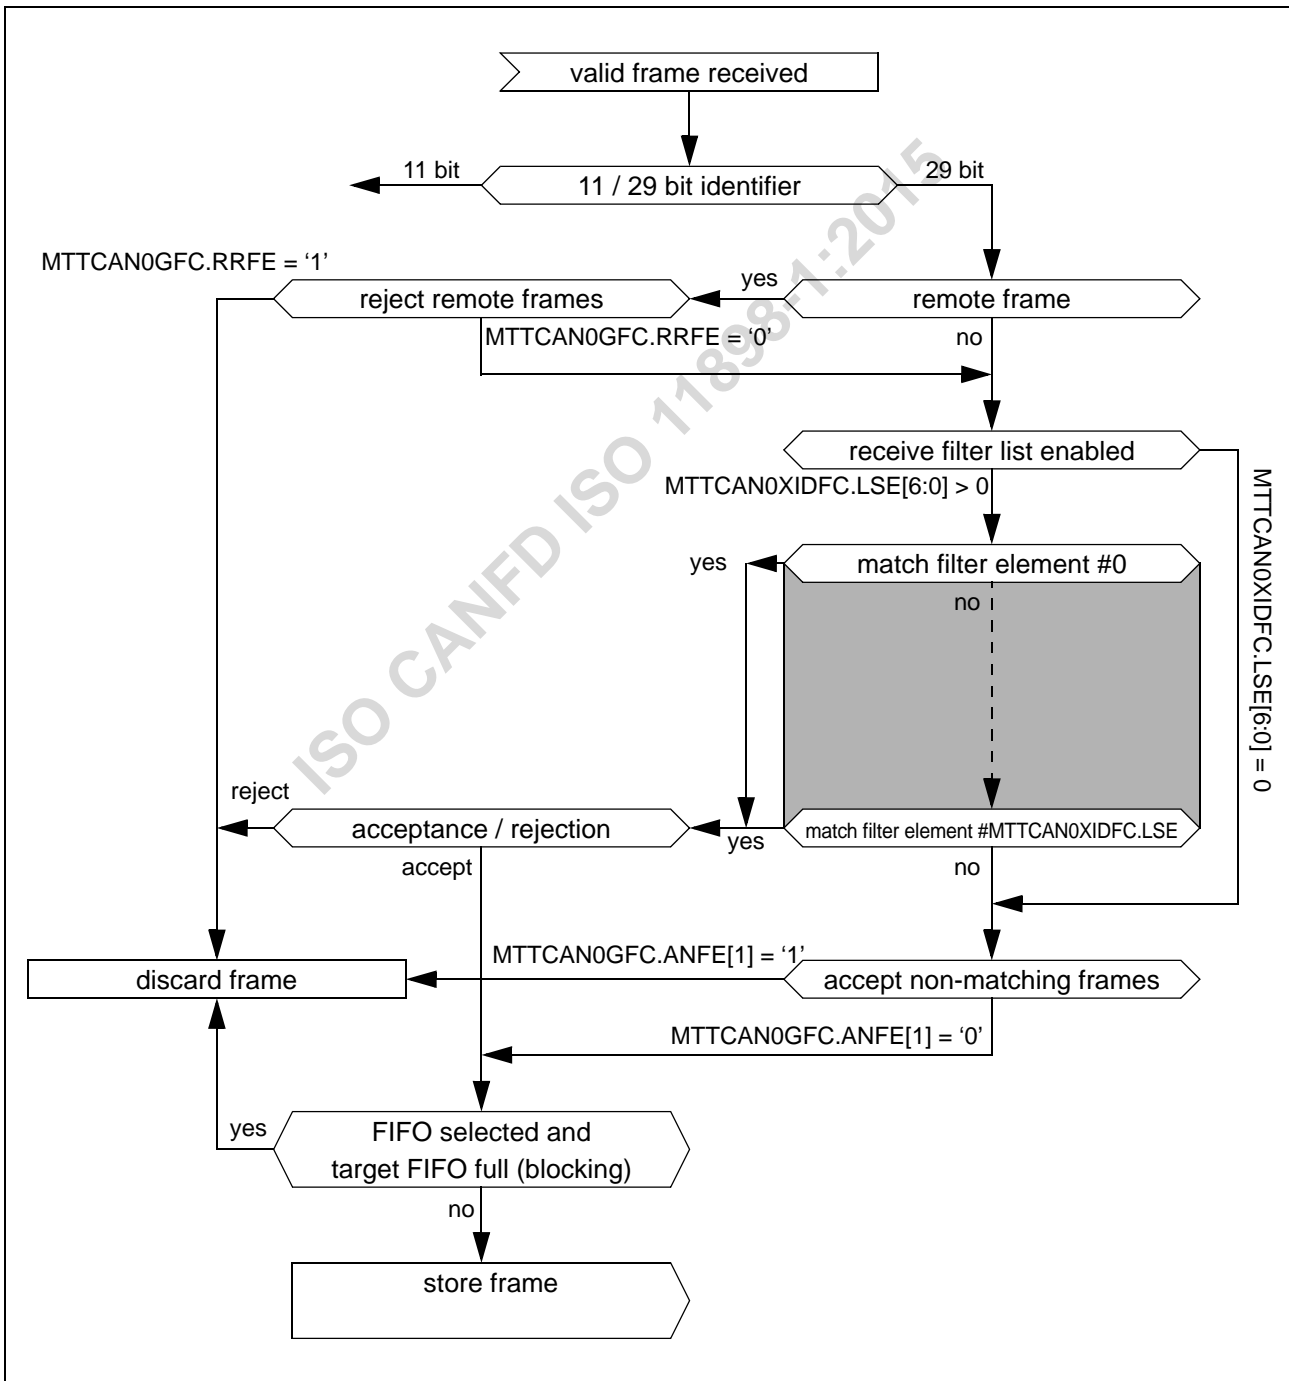 valid frame received
11 bit
11 / 29 bit identifier
29 bit
MTTCAN0GFC.RRFE = ‘1’
reject remote frames
yes
remote frame
MTTCAN0GFC.RRFE = ‘0’
no
receive filter list enabled
MTTCAN0XIDFC.LSE[6:0] > 0
MTTCAN0XIDFC.LSE[6:0] = 0
yes
match filter element #0
no
ISO CANFD ISO 11898-1:2015
reject
acceptance / rejection
yes
match filter element #MTTCAN0XIDFC.LSE
accept
no
MTTCAN0GFC.ANFE[1] = ‘1’
discard frame
accept non-matching frames
MTTCAN0GFC.ANFE[1] = ‘0’
yes
FIFO selected and
target FIFO full (blocking)
no
store frame